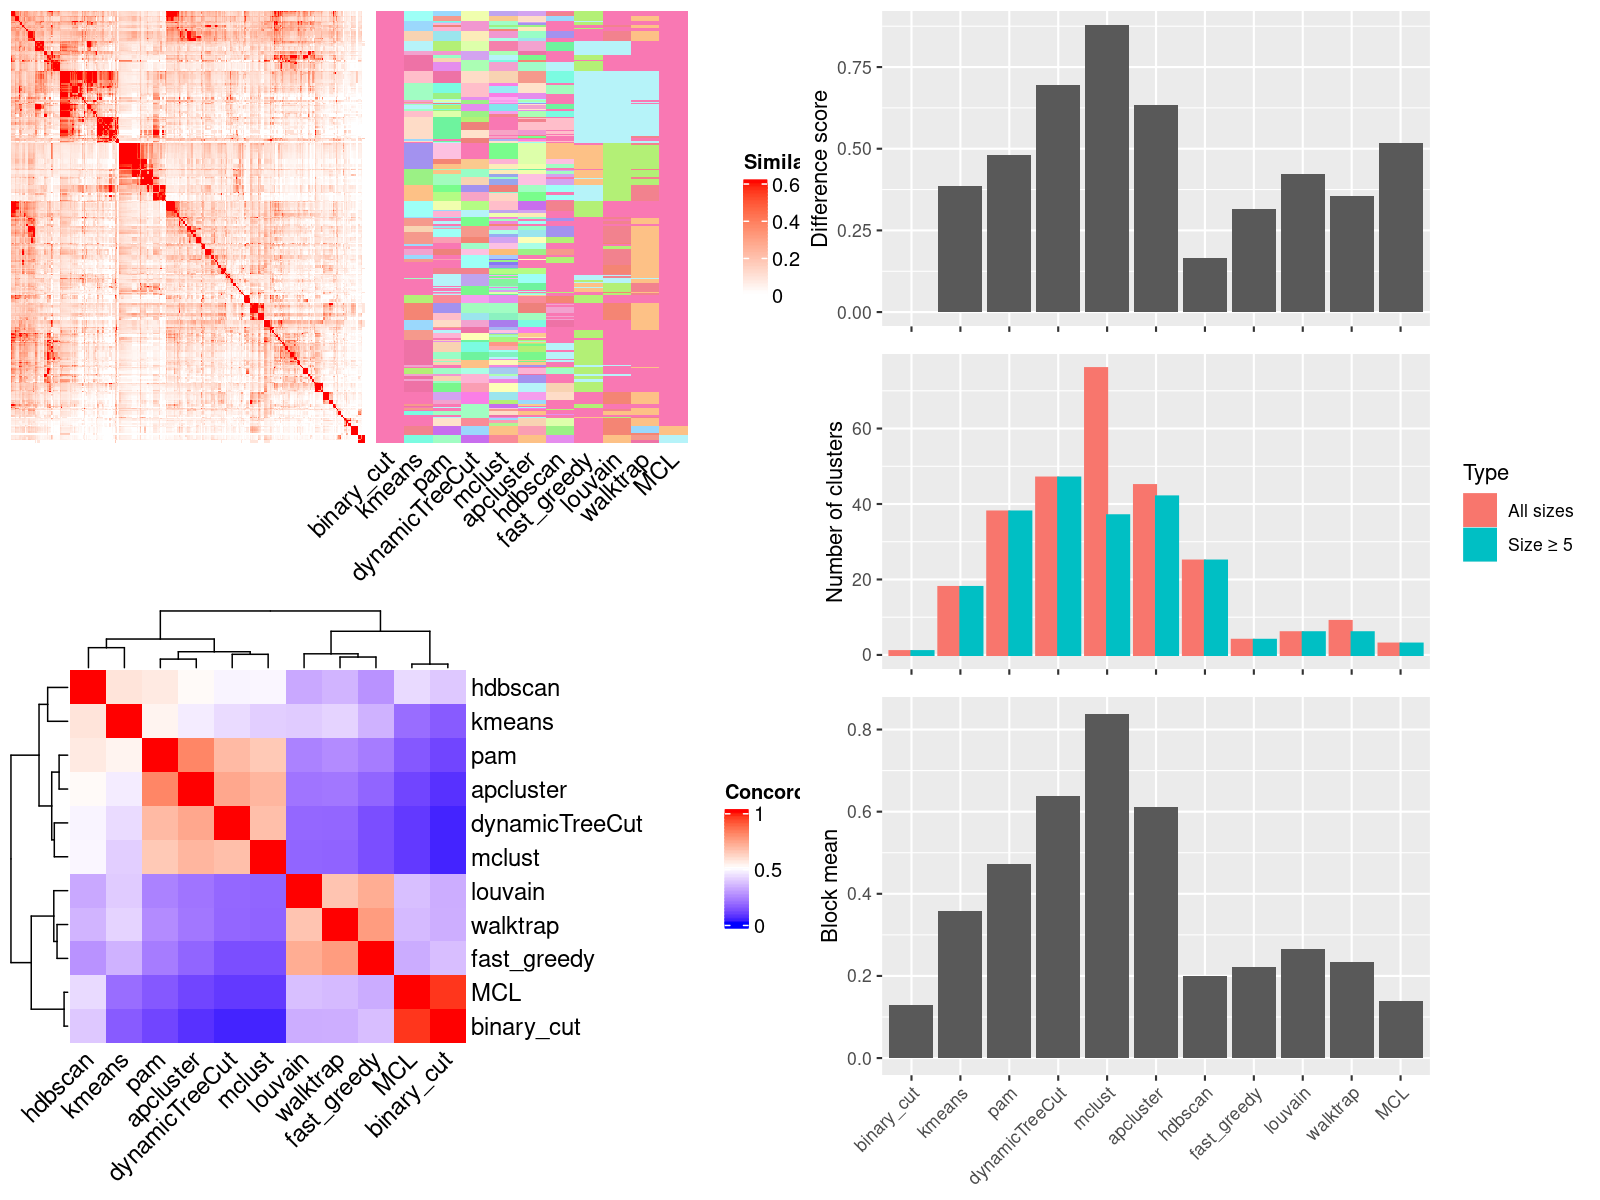 Simila
0.6
0.4
0.2
0
binary_cut
kmeans
pam
dynamicTreeCut
mclust
apcluster
hdbscan
fast_greedy
louvain
walktrap
MCL
hdbscan
kmeans
pam
apcluster
dynamicTreeCut
mclust
louvain
walktrap
fast_greedy
MCL
binary_cut
hdbscan
kmeans
pam
apcluster
dynamicTreeCut
mclust
louvain
walktrap
fast_greedy
MCL
binary_cut
Concord
1
0.5
0
Difference score
0.75
0.50
0.25
0.00
Number of clusters
60
40
20
0
Type
All sizes
Size ≥ 5
Block mean
0.8
0.6
0.4
0.2
0.0
binary_cut
kmeans
pam
dynamicTreeCut
mclust
apcluster
hdbscan
fast_greedy
louvain
walktrap
MCL